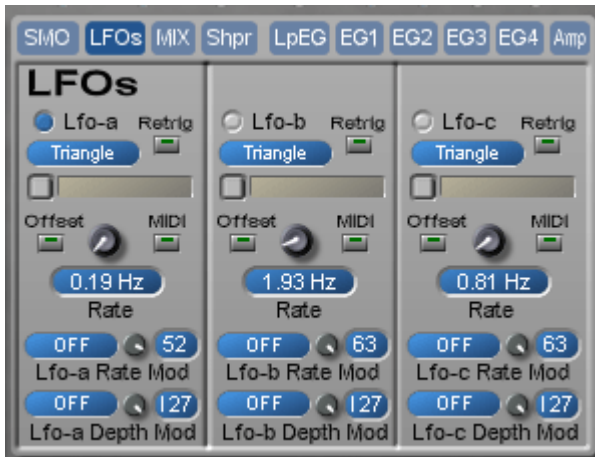 SMO LFOs MIX Shpr LpEG EG1 EG2 EG3 EG4 Amp
LFOs
Lfo-a Retrig Lfo-b Retrig Lfo-c Retrig
Triangle Triangle Triangle
Offset MIDI Offset MIDI Offset MIDI
0.19 Hz 1.93 Hz 0.81 Hz
Rate Rate Rate
OFF 52 OFF 63 OFF 63
Lfo-a Rate Mod Lfo-b Rate Mod Lfo-c Rate Mod
OFF 127 OFF 127 OFF 127
Lfo-a Depth Mod Lfo-b Depth Mod Lfo-c Depth Mod